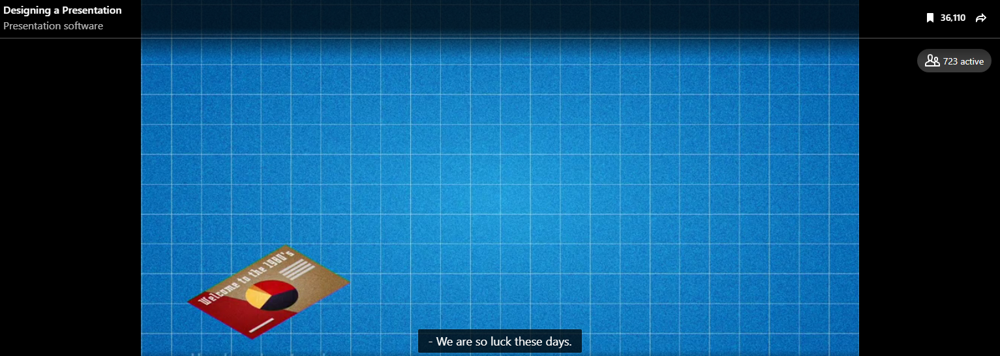 Designing a Presentation
Presentation software
36,110
723 active
Welcome to the 1980's
- We are so luck these days.